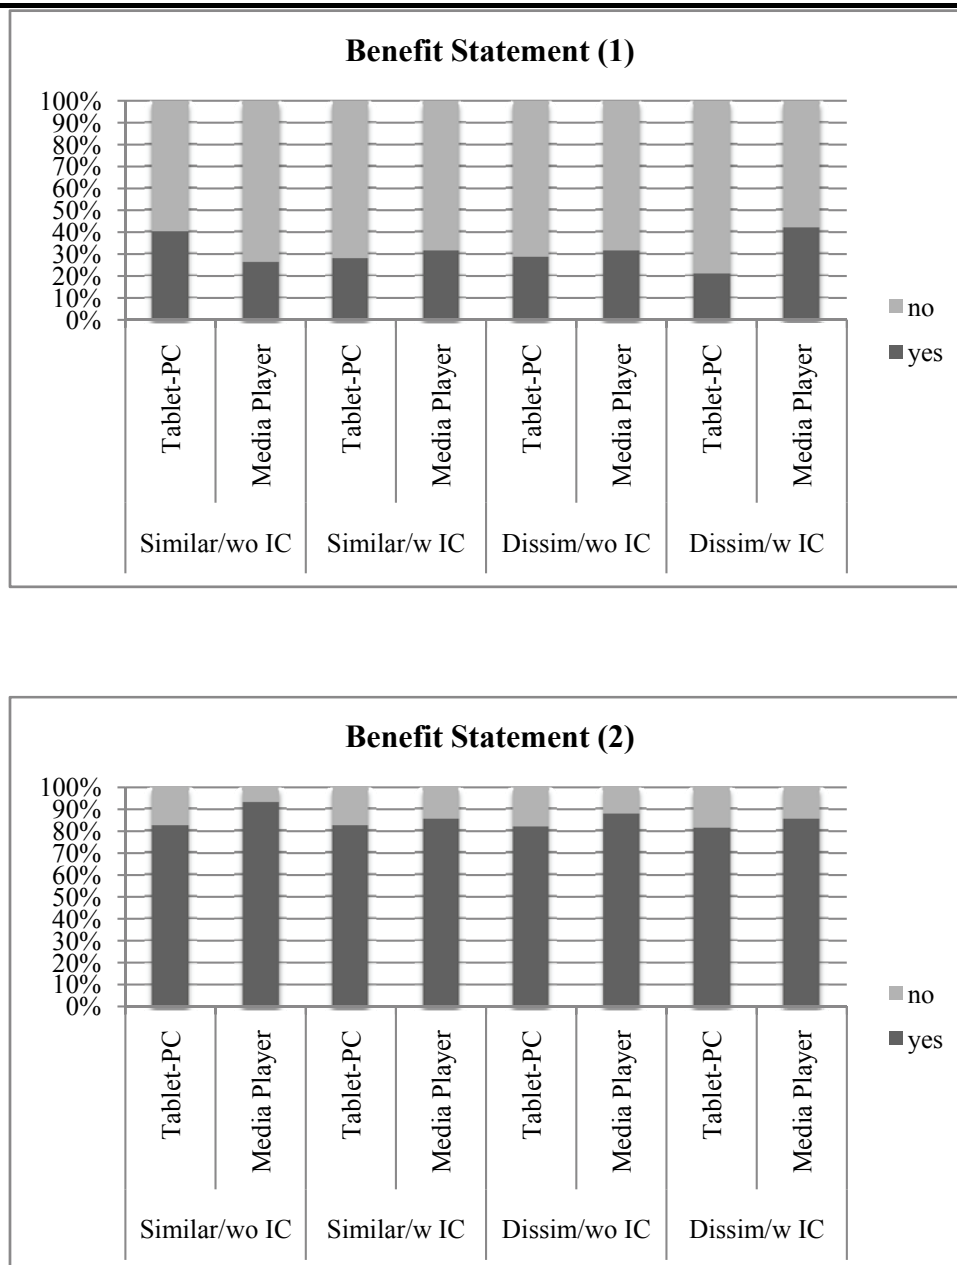 Benefit Statement (1)
100%
90%
80%
70%
60%
50%
40%
30%
20%
10%
0%
no
yes
Tablet-PC
Media Player
Tablet-PC
Media Player
Tablet-PC
Media Player
Tablet-PC
Media Player
Similar/wo IC
Similar/w IC
Dissim/wo IC
Dissim/w IC
Benefit Statement (2)
100%
90%
80%
70%
60%
50%
40%
30%
20%
10%
0%
no
yes
Tablet-PC
Media Player
Tablet-PC
Media Player
Tablet-PC
Media Player
Tablet-PC
Media Player
Similar/wo IC
Similar/w IC
Dissim/wo IC
Dissim/w IC